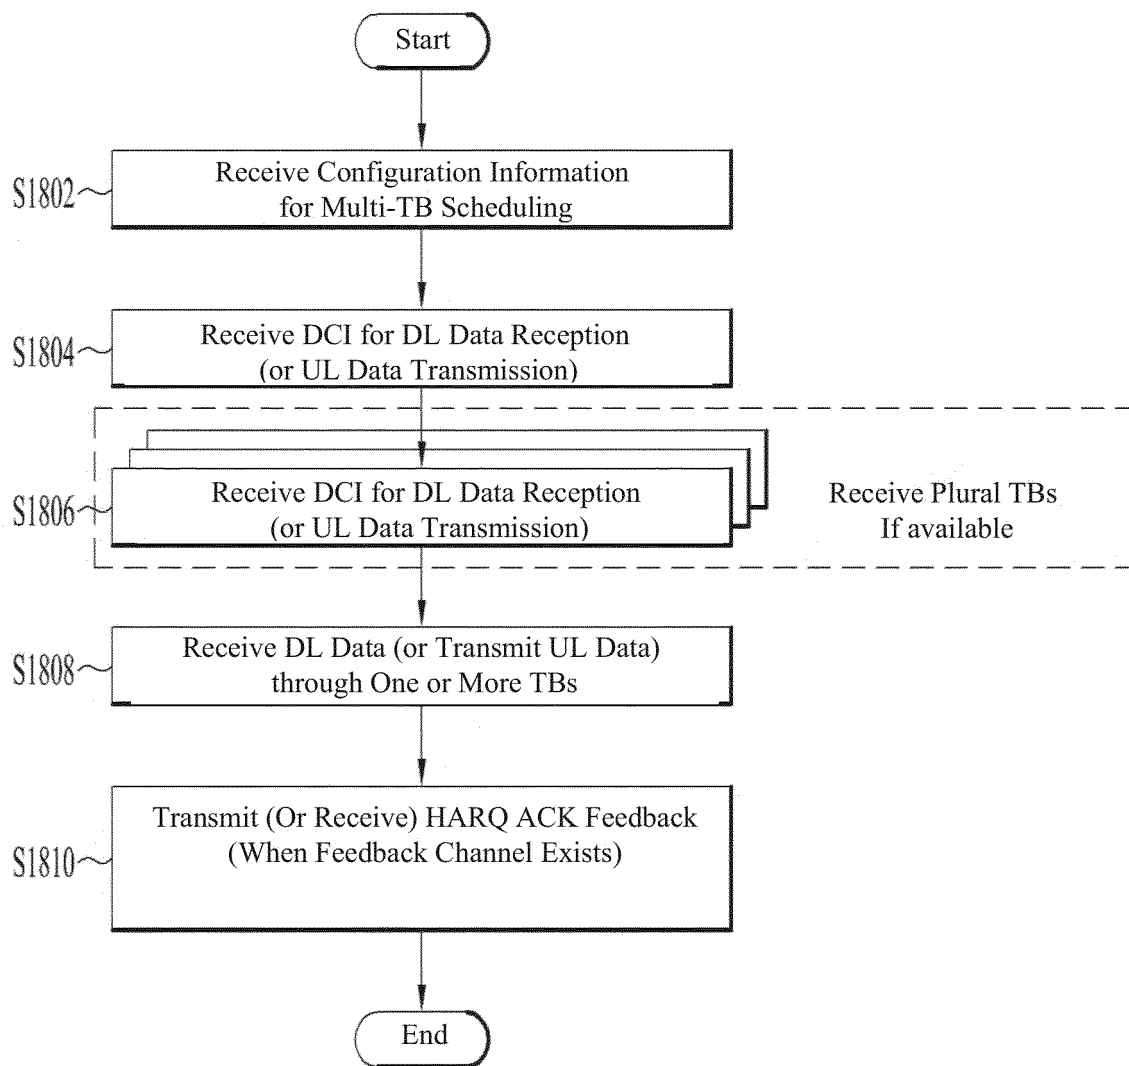 Start
S1802
Receive Configuration Information
for Multi-TB Scheduling
S1804
Receive DCI for DL Data Reception
(or UL Data Transmission)
S1806
Receive DCI for DL Data Reception
(or UL Data Transmission)
Receive Plural TBs
If available
S1808
Receive DL Data (or Transmit UL Data)
through One or More TBs
S1810
Transmit (Or Receive) HARQ ACK Feedback
(When Feedback Channel Exists)
End